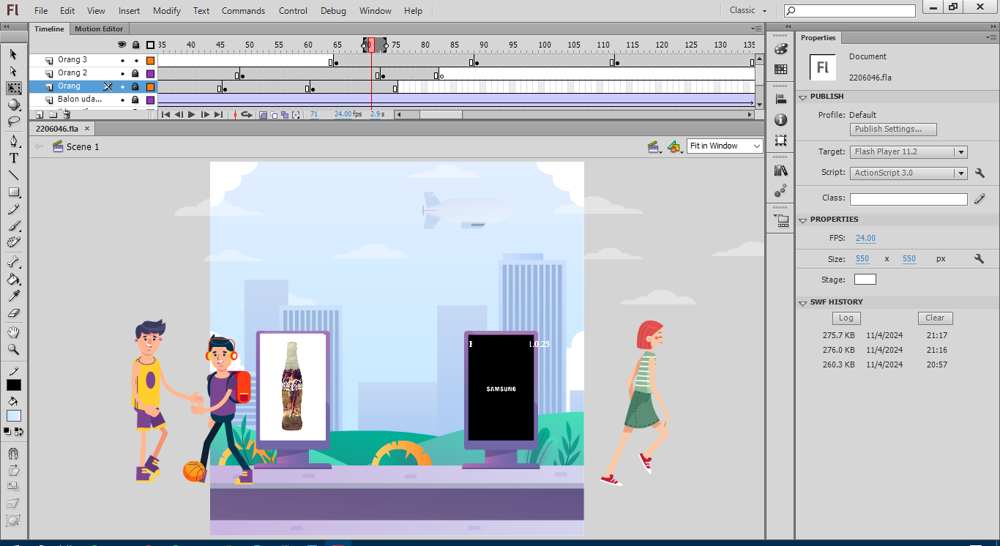 Fl File Edit View Insert Modify Text Commands Control Debug Window Help Classic
Timeline Motion Editor
35 40 45 50 55 60 65 70 75 80 85 90 95 100 105 110 115 120 125 130 135
Orang 3
Orang 2
Orang
Balon uda...
71 24.00 fps 2.9 s
2206046.fla ×
Scene 1
Fit in Window
Coca-Cola
1.0.23
SAMSUNG
Properties
Fl
Document
2206046.fla
PUBLISH
Profile: Default
Publish Settings...
Target: Flash Player 11.2
Script: ActionScript 3.0
Class:
PROPERTIES
FPS: 24.00
Size: 550 x 550 px
Stage:
SWF HISTORY
Log Clear
275.7 KB 11/4/2024 21:17
276.0 KB 11/4/2024 21:16
260.3 KB 11/4/2024 20:57